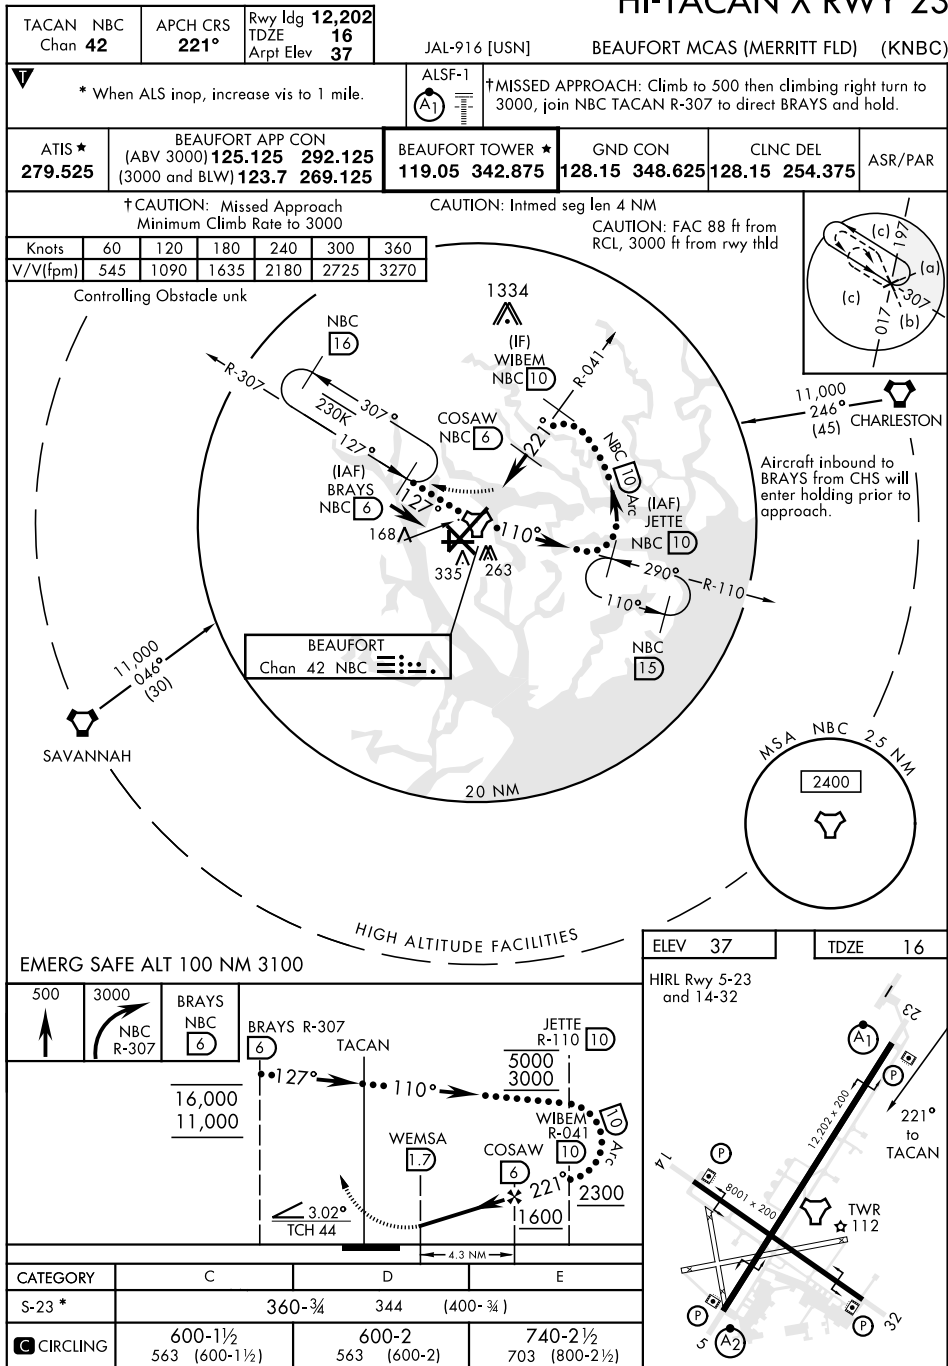 HI-TACAN X RWY 23
TACAN NBC
Chan 42
APCH CRS
221°
Rwy ldg 12,202
TDZE 16
Arpt Elev 37
JAL-916 [USN]
BEAUFORT MCAS (MERRITT FLD) (KNBC)
T
* When ALS inop, increase vis to 1 mile.
ALSF-1
A1
†MISSED APPROACH: Climb to 500 then climbing right turn to
3000, join NBC TACAN R-307 to direct BRAYS and hold.
ATIS ★
279.525
BEAUFORT APP CON
(ABV 3000) 125.125 292.125
(3000 and BLW) 123.7 269.125
BEAUFORT TOWER ★
119.05 342.875
GND CON
128.15 348.625
CLNC DEL
128.15 254.375
ASR/PAR
†CAUTION: Missed Approach
Minimum Climb Rate to 3000
Knots 60 120 180 240 300 360
V/V(fpm) 545 1090 1635 2180 2725 3270
Controlling Obstacle unk
CAUTION: Intmed seg len 4 NM
CAUTION: FAC 88 ft from
RCL, 3000 ft from rwy thld
(c)
197
(a)
(c)
307
017
(b)
1334
NBC
16
(IF)
WIBEM
NBC 10
R-041
R-307
307°
230K
127°
COSAW
NBC 6
221°
NBC
10
Arc
11,000
246°
(45)
CHARLESTON
Aircraft inbound to
BRAYS from CHS will
enter holding prior to
approach.
(IAF)
BRAYS
NBC 6
127°
(IAF)
JETTE
NBC 10
110°
168
335
263
290°
R-110
110°
NBC
15
BEAUFORT
Chan 42 NBC
11,000
046°
(30)
SAVANNAH
20 NM
MSA NBC 25 NM
2400
HIGH ALTITUDE FACILITIES
EMERG SAFE ALT 100 NM 3100
500
3000
NBC
R-307
BRAYS
NBC
6
BRAYS R-307
6
TACAN
JETTE
R-110 10
5000
3000
127°
110°
16,000
11,000
WIBEM
R-041
10
10
Arc
WEMSA
1.7
COSAW
6
221°
2300
1600
3.02°
TCH 44
4.3 NM
CATEGORY C D E
S-23 * 360-¾ 344 (400-¾)
C CIRCLING
600-1½
563 (600-1½)
600-2
563 (600-2)
740-2½
703 (800-2½)
ELEV 37
TDZE 16
HIRL Rwy 5-23
and 14-32
23
A1
P
12,202 x 200
221°
to
TACAN
P
14
8001 x 200
TWR
112
P
5
A2
P
32